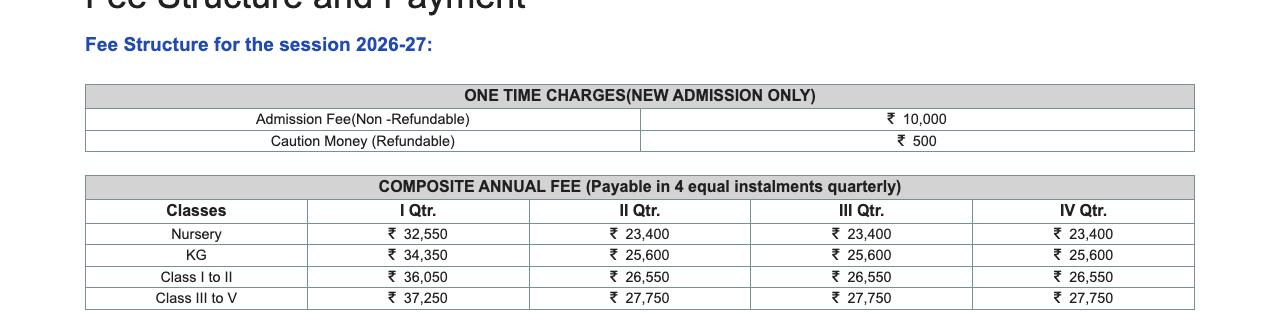 Fee Structure and Payment
Fee Structure for the session 2026-27:
ONE TIME CHARGES(NEW ADMISSION ONLY)
Admission Fee(Non -Refundable) ₹ 10,000
Caution Money (Refundable) ₹ 500
COMPOSITE ANNUAL FEE (Payable in 4 equal instalments quarterly)
Classes I Qtr. II Qtr. III Qtr. IV Qtr.
Nursery ₹ 32,550 ₹ 23,400 ₹ 23,400 ₹ 23,400
KG ₹ 34,350 ₹ 25,600 ₹ 25,600 ₹ 25,600
Class I to II ₹ 36,050 ₹ 26,550 ₹ 26,550 ₹ 26,550
Class III to V ₹ 37,250 ₹ 27,750 ₹ 27,750 ₹ 27,750